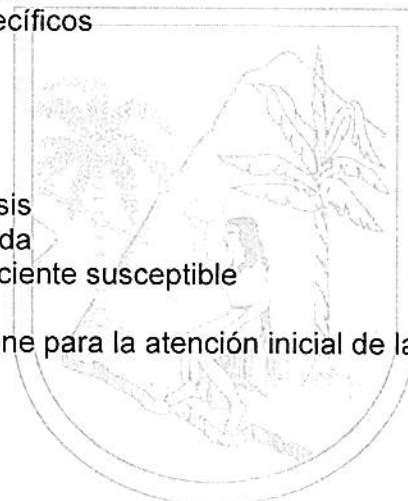 ecíficos
sis
da
ciente susceptible
ne para la atención inicial de la